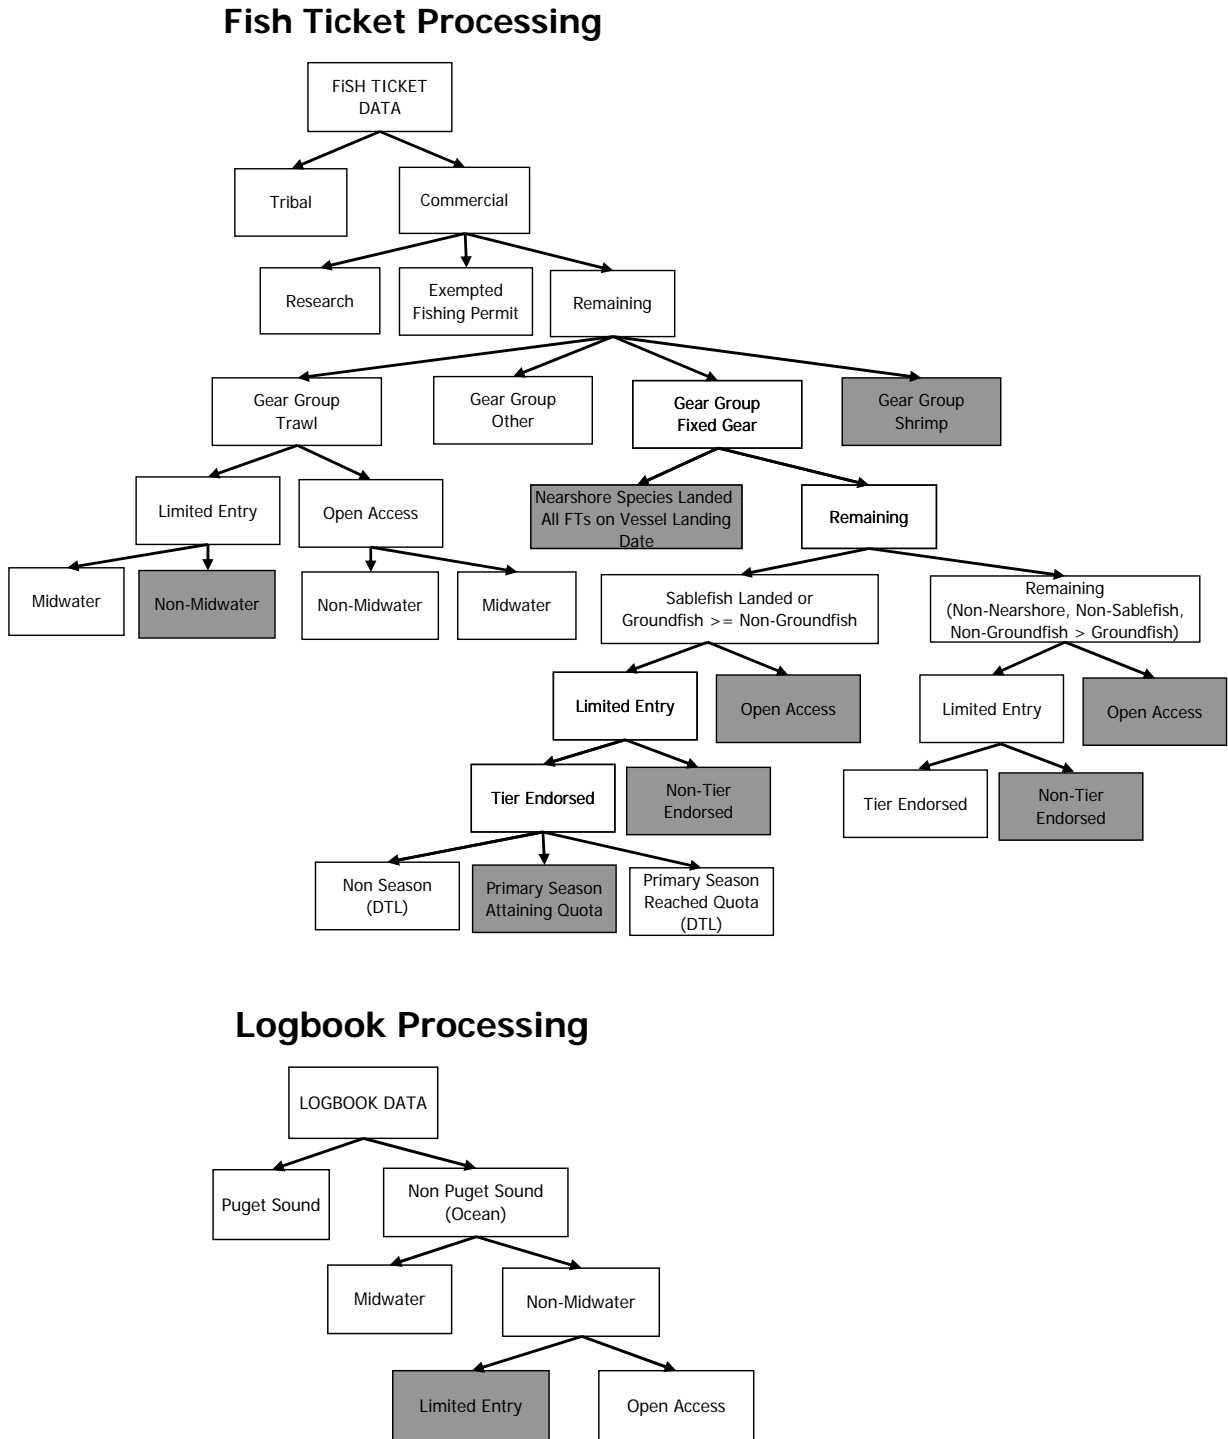 Fish Ticket Processing
FiSH TICKET
DATA
Tribal
Commercial
Research
Exempted
Fishing Permit
Remaining
Gear Group
Trawl
Gear Group
Other
Gear Group
Fixed Gear
Gear Group
Shrimp
Limited Entry
Open Access
Nearshore Species Landed
All FTs on Vessel Landing
Date
Remaining
Midwater
Non-Midwater
Non-Midwater
Midwater
Sablefish Landed or
Groundfish >= Non-Groundfish
Remaining
(Non-Nearshore, Non-Sablefish,
Non-Groundfish > Groundfish)
Limited Entry
Open Access
Limited Entry
Open Access
Tier Endorsed
Non-Tier
Endorsed
Tier Endorsed
Non-Tier
Endorsed
Non Season
(DTL)
Primary Season
Attaining Quota
Primary Season
Reached Quota
(DTL)
Logbook Processing
LOGBOOK DATA
Puget Sound
Non Puget Sound
(Ocean)
Midwater
Non-Midwater
Limited Entry
Open Access